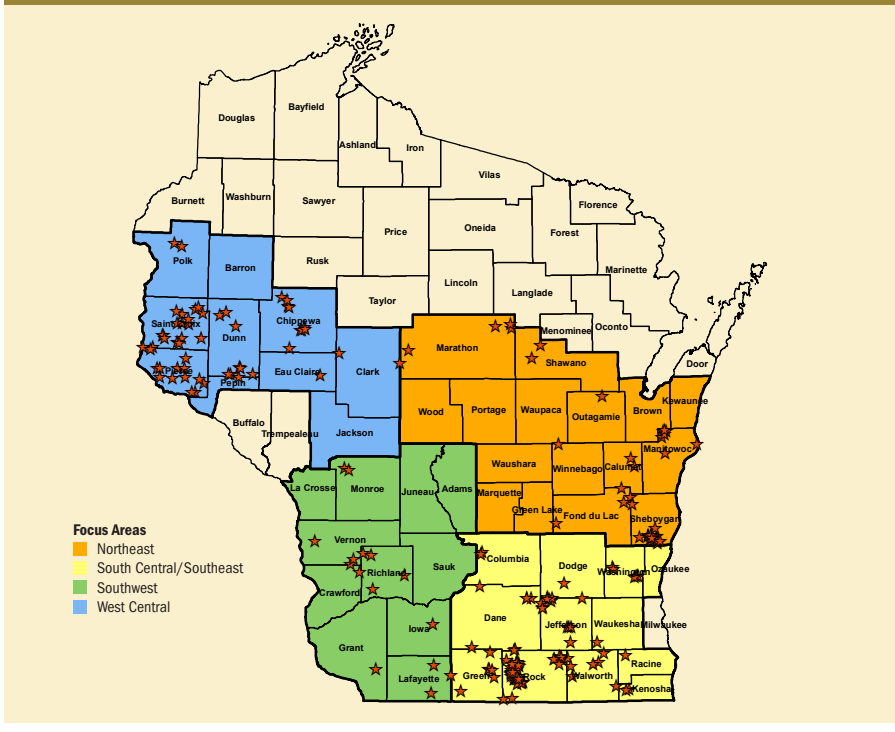 Douglas
Bayfield
Ashland
Iron
Vilas
Burnett
Washburn
Sawyer
Florence
Price
Oneida
Forest
Polk
Barron
Rusk
Marinette
Lincoln
Langlade
Taylor
Saint Croix
Chippewa
Dunn
Menominee
Oconto
Marathon
Shawano
Door
Pierce
Pepin
Eau Claire
Clark
Kewaunee
Wood
Portage
Waupaca
Outagamie
Brown
Buffalo
Trempealeau
Jackson
Manitowoc
Waushara
Winnebago
Calumet
La Crosse
Monroe
Juneau
Adams
Marquette
Green Lake
Fond du Lac
Sheboygan
Focus Areas
Northeast
South Central/Southeast
Southwest
West Central
Vernon
Richland
Sauk
Columbia
Dodge
Washington
Ozaukee
Crawford
Dane
Jefferson
Waukesha
Milwaukee
Iowa
Grant
Lafayette
Green
Rock
Walworth
Racine
Kenosha